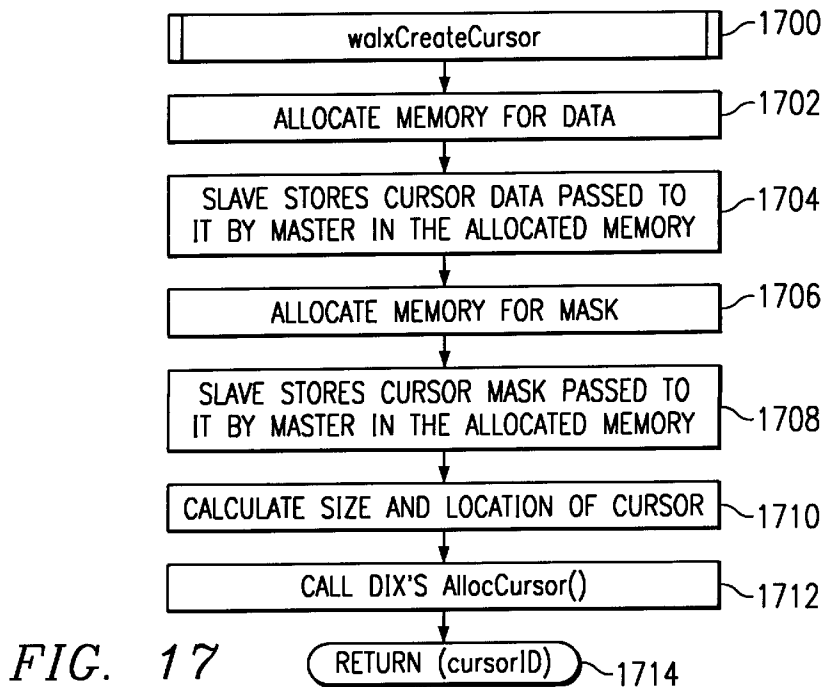 walxCreateCursor
1700
ALLOCATE MEMORY FOR DATA
1702
SLAVE STORES CURSOR DATA PASSED TO
IT BY MASTER IN THE ALLOCATED MEMORY
1704
ALLOCATE MEMORY FOR MASK
1706
SLAVE STORES CURSOR MASK PASSED TO
IT BY MASTER IN THE ALLOCATED MEMORY
1708
CALCULATE SIZE AND LOCATION OF CURSOR
1710
CALL DIX'S AllocCursor()
1712
RETURN (cursorID)
1714
FIG. 17